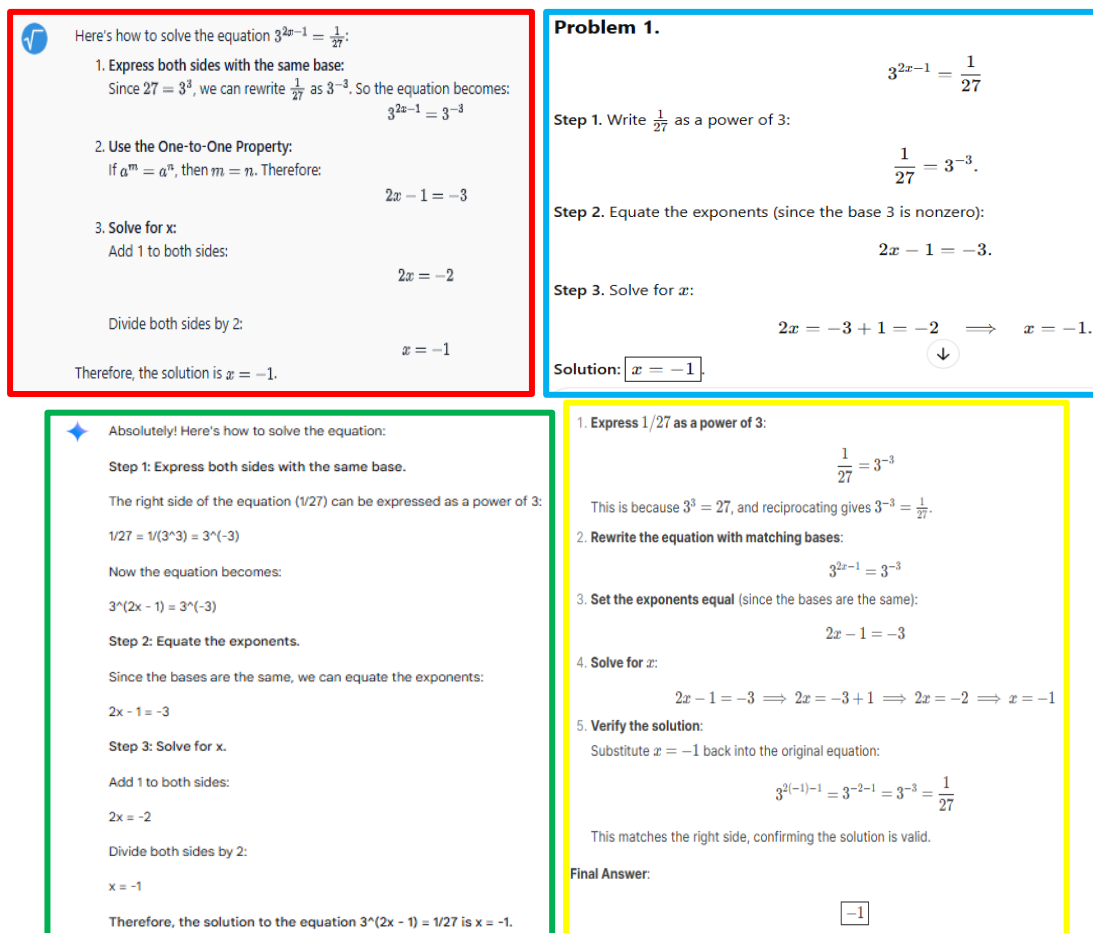 Here's how to solve the equation 3^{2x−1} = 1/27:
1. Express both sides with the same base:
Since 27 = 3^3, we can rewrite 1/27 as 3^{−3}. So the equation becomes:
3^{2x−1} = 3^{−3}
2. Use the One-to-One Property:
If a^m = a^n, then m = n. Therefore:
2x − 1 = −3
3. Solve for x:
Add 1 to both sides:
2x = −2
Divide both sides by 2:
x = −1
Therefore, the solution is x = −1.
Problem 1.
3^{2x−1} = 1/27
Step 1. Write 1/27 as a power of 3:
1/27 = 3^{−3}.
Step 2. Equate the exponents (since the base 3 is nonzero):
2x − 1 = −3.
Step 3. Solve for x:
2x = −3 + 1 = −2 ⟹ x = −1.
Solution: x = −1.
Absolutely! Here's how to solve the equation:
Step 1: Express both sides with the same base.
The right side of the equation (1/27) can be expressed as a power of 3:
1/27 = 1/(3^3) = 3^(-3)
Now the equation becomes:
3^(2x - 1) = 3^(-3)
Step 2: Equate the exponents.
Since the bases are the same, we can equate the exponents:
2x - 1 = -3
Step 3: Solve for x.
Add 1 to both sides:
2x = -2
Divide both sides by 2:
x = -1
Therefore, the solution to the equation 3^(2x - 1) = 1/27 is x = -1.
1. Express 1/27 as a power of 3:
1/27 = 3^{−3}
This is because 3^3 = 27, and reciprocating gives 3^{−3} = 1/27.
2. Rewrite the equation with matching bases:
3^{2x−1} = 3^{−3}
3. Set the exponents equal (since the bases are the same):
2x − 1 = −3
4. Solve for x:
2x − 1 = −3 ⟹ 2x = −3 + 1 ⟹ 2x = −2 ⟹ x = −1
5. Verify the solution:
Substitute x = −1 back into the original equation:
3^{2(−1)−1} = 3^{−2−1} = 3^{−3} = 1/27
This matches the right side, confirming the solution is valid.
Final Answer:
−1